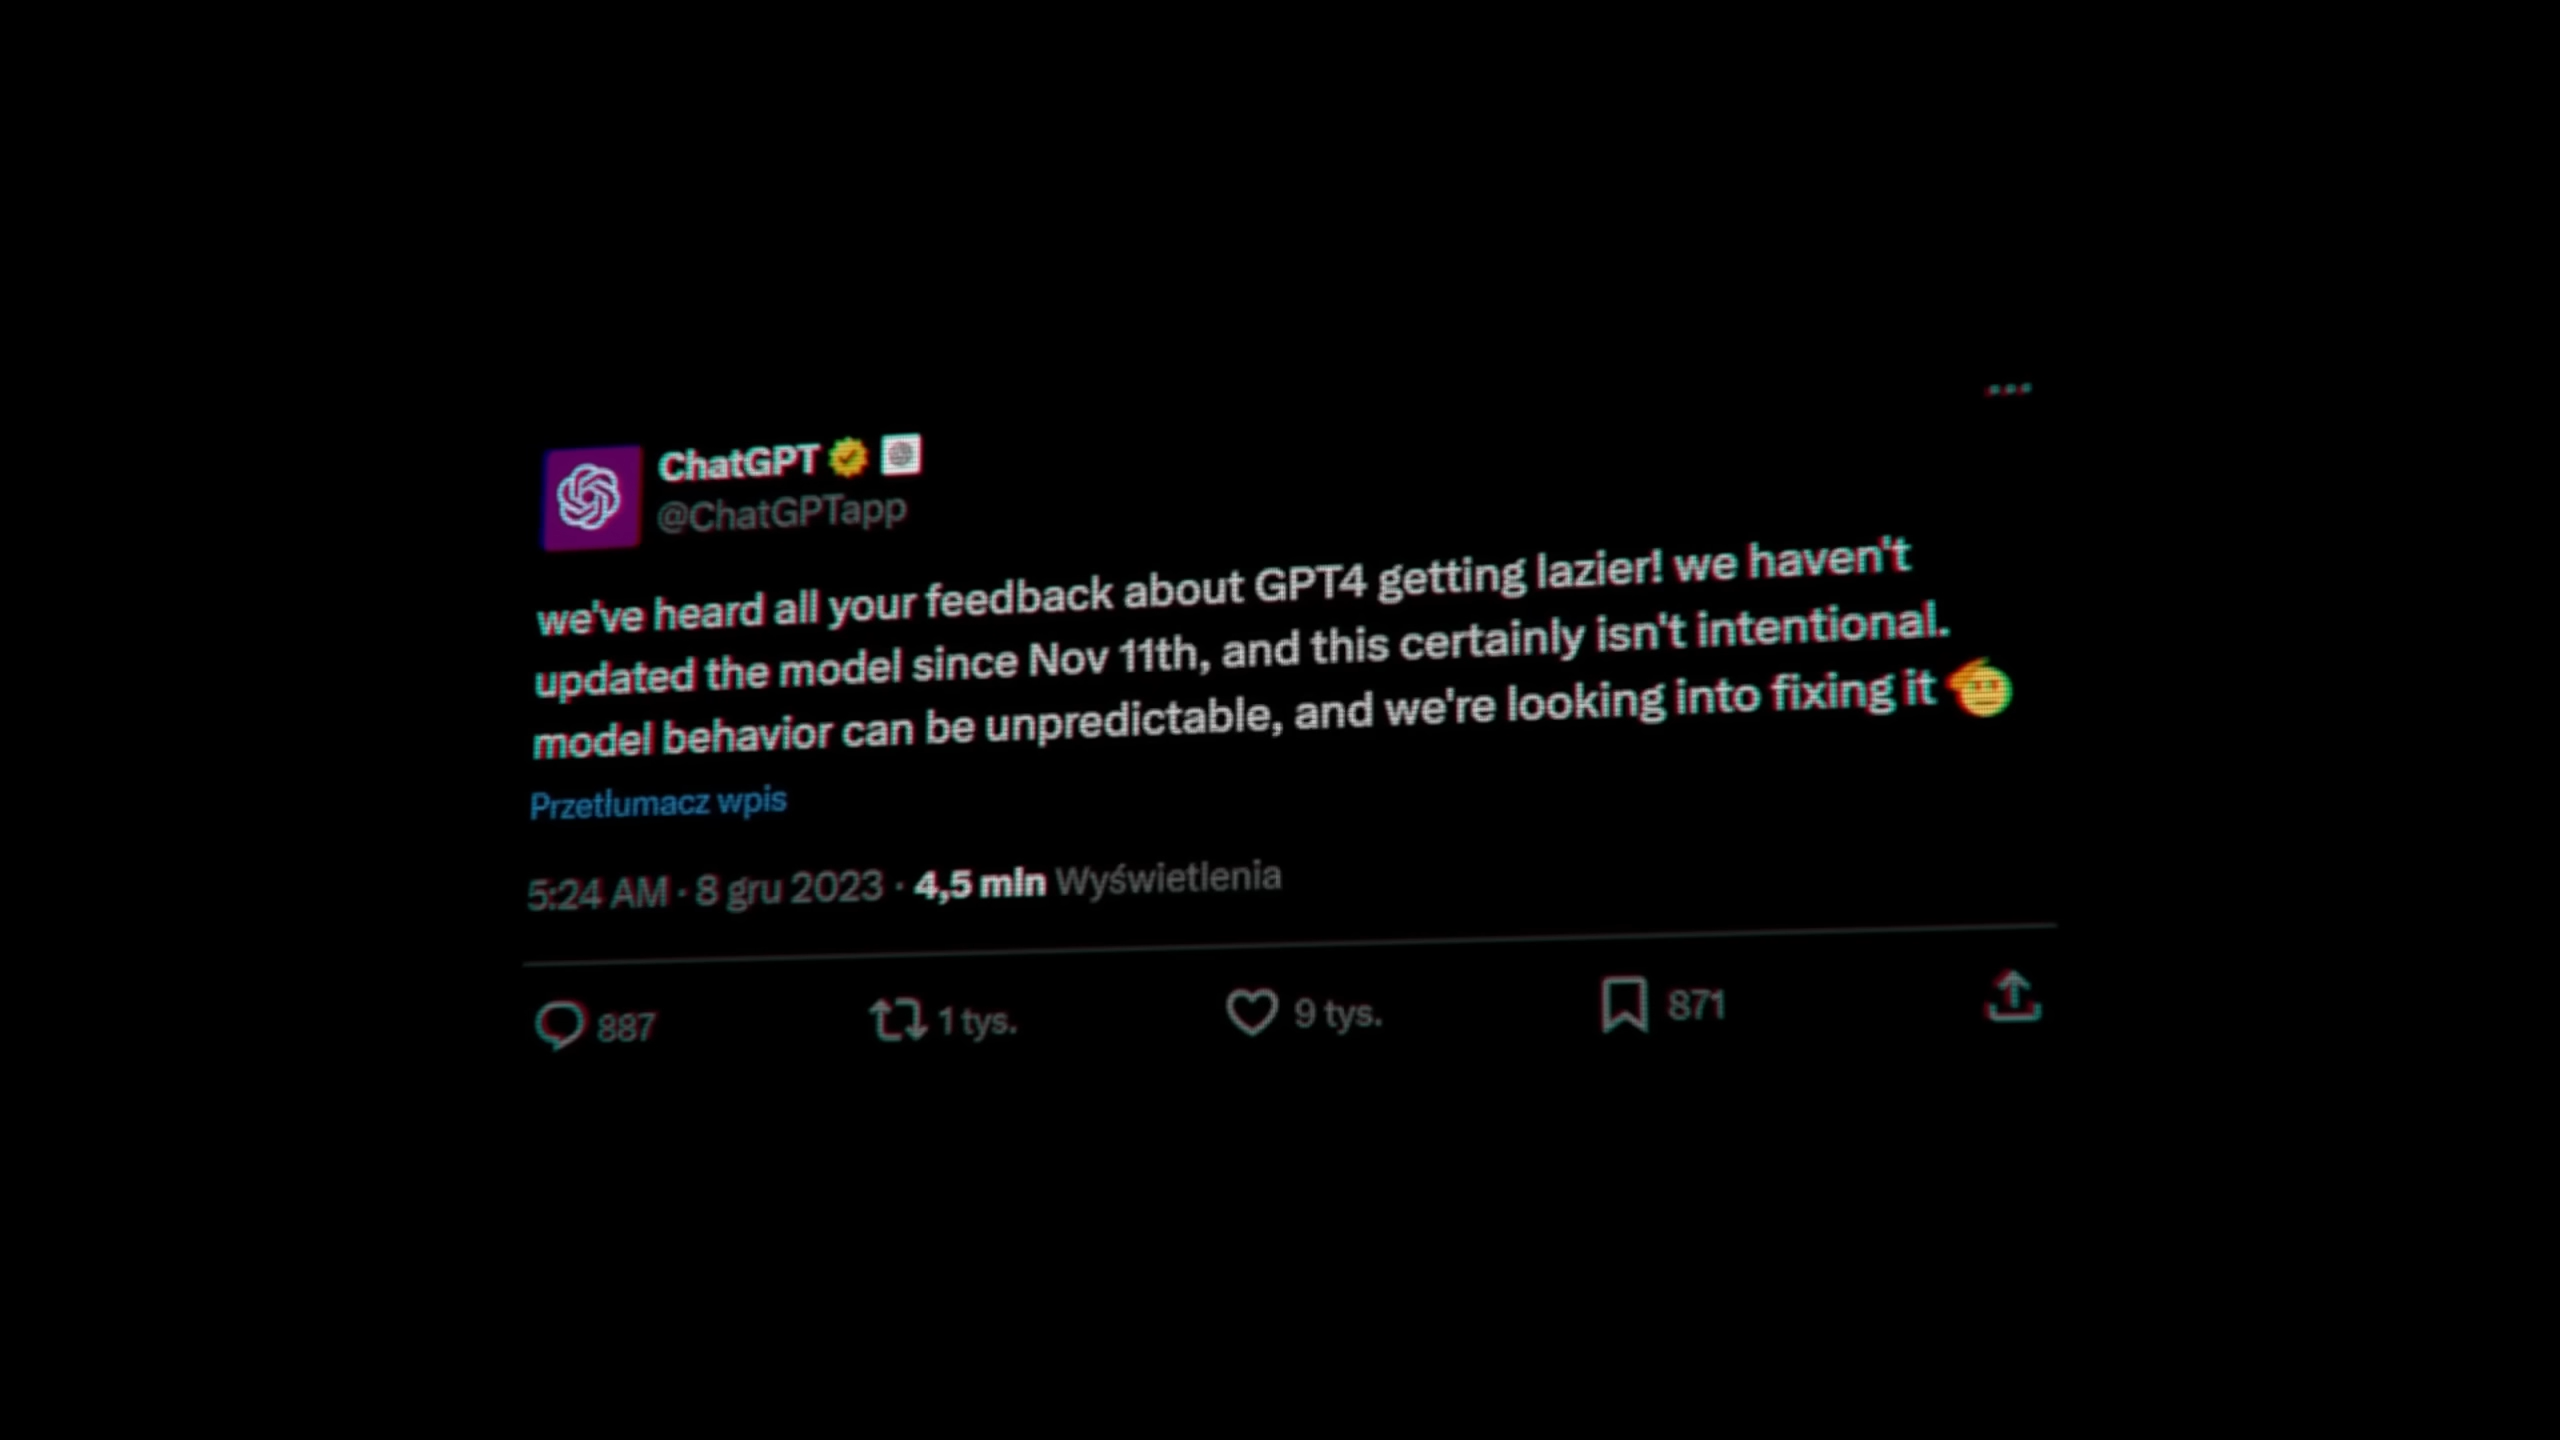 ChatGPT
@ChatGPTapp
we've heard all your feedback about GPT4 getting lazier! we haven't
updated the model since Nov 11th, and this certainly isn't intentional.
model behavior can be unpredictable, and we're looking into fixing it 🫡
Przetłumacz wpis
5:24 AM · 8 gru 2023 · 4,5 mln Wyświetlenia
887 1 tys. 9 tys. 871